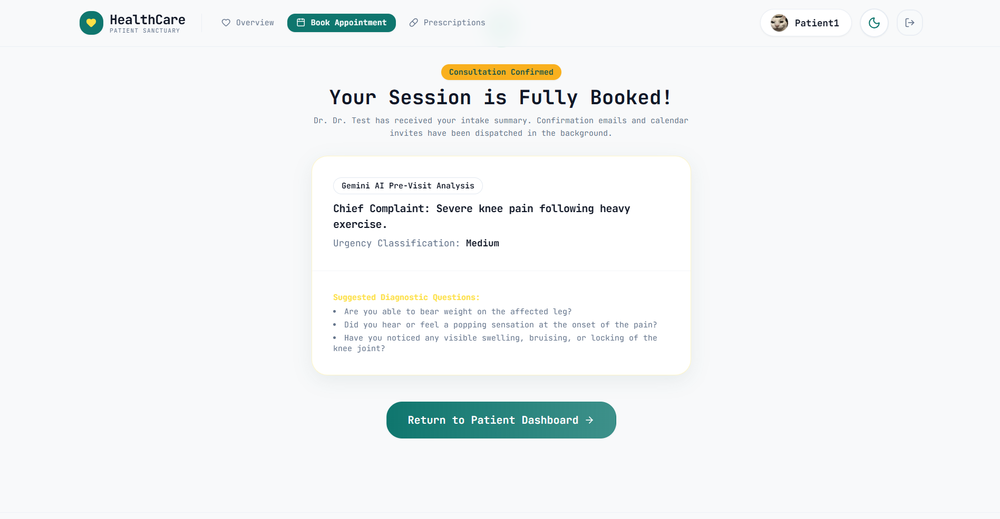 HealthCare
PATIENT SANCTUARY
Overview
Book Appointment
Prescriptions
Patient1
Consultation Confirmed
Your Session is Fully Booked!
Dr. Dr. Test has received your intake summary. Confirmation emails and calendar
invites have been dispatched in the background.
Gemini AI Pre-Visit Analysis
Chief Complaint: Severe knee pain following heavy
exercise.
Urgency Classification: Medium
Suggested Diagnostic Questions:
• Are you able to bear weight on the affected leg?
• Did you hear or feel a popping sensation at the onset of the pain?
• Have you noticed any visible swelling, bruising, or locking of the
knee joint?
Return to Patient Dashboard →